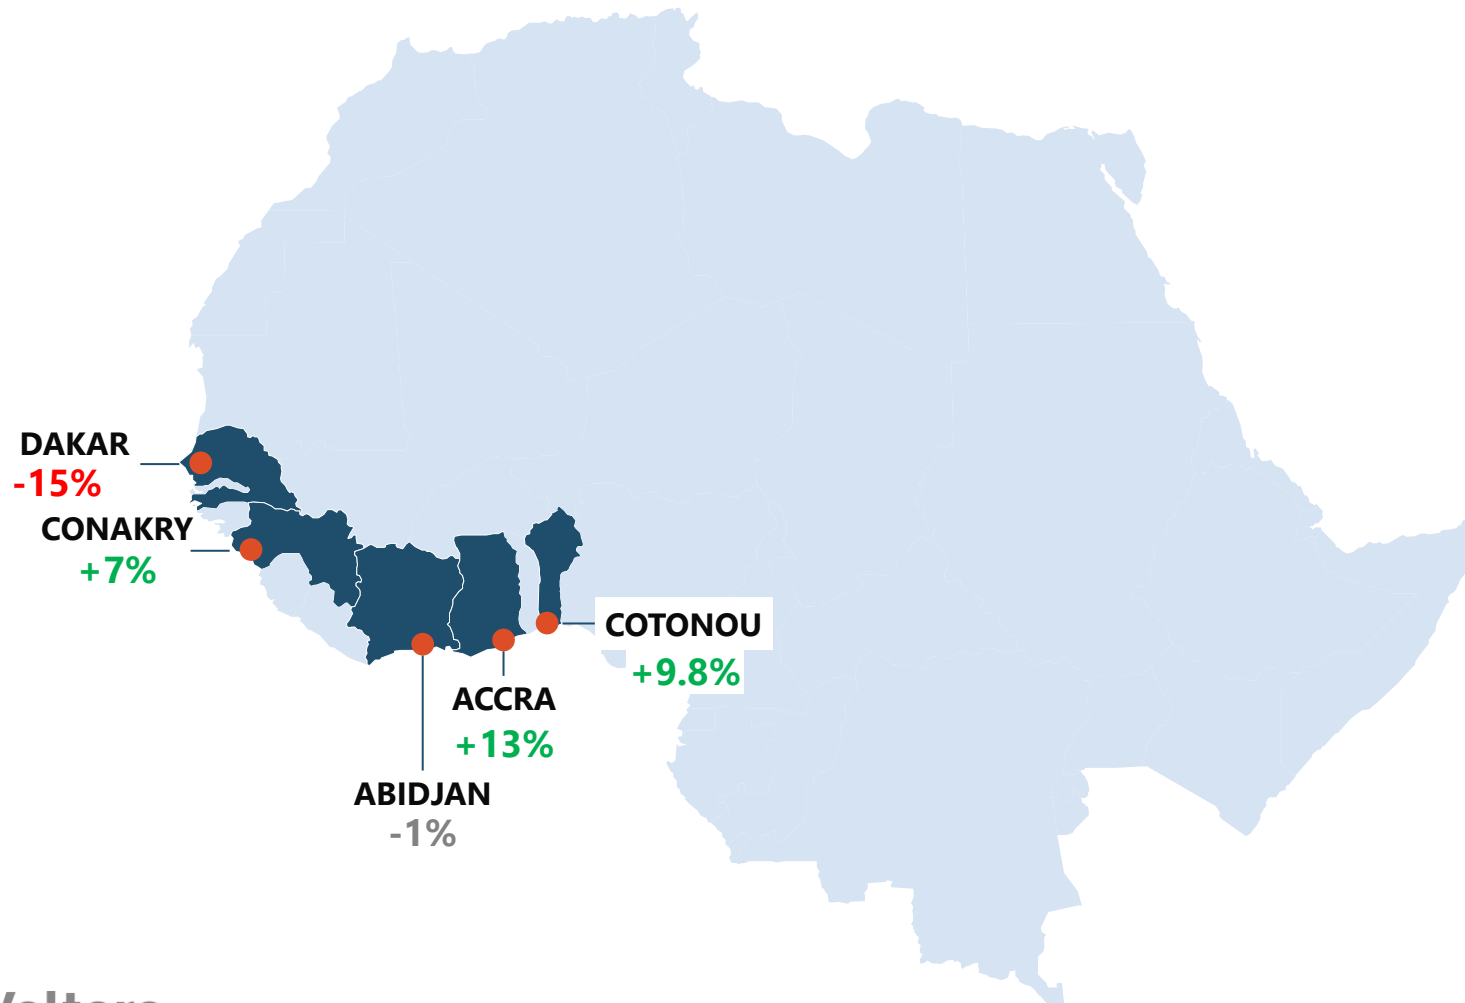 DAKAR
-15%
CONAKRY
+7%
COTONOU
+9.8%
ACCRA
+13%
ABIDJAN
-1%